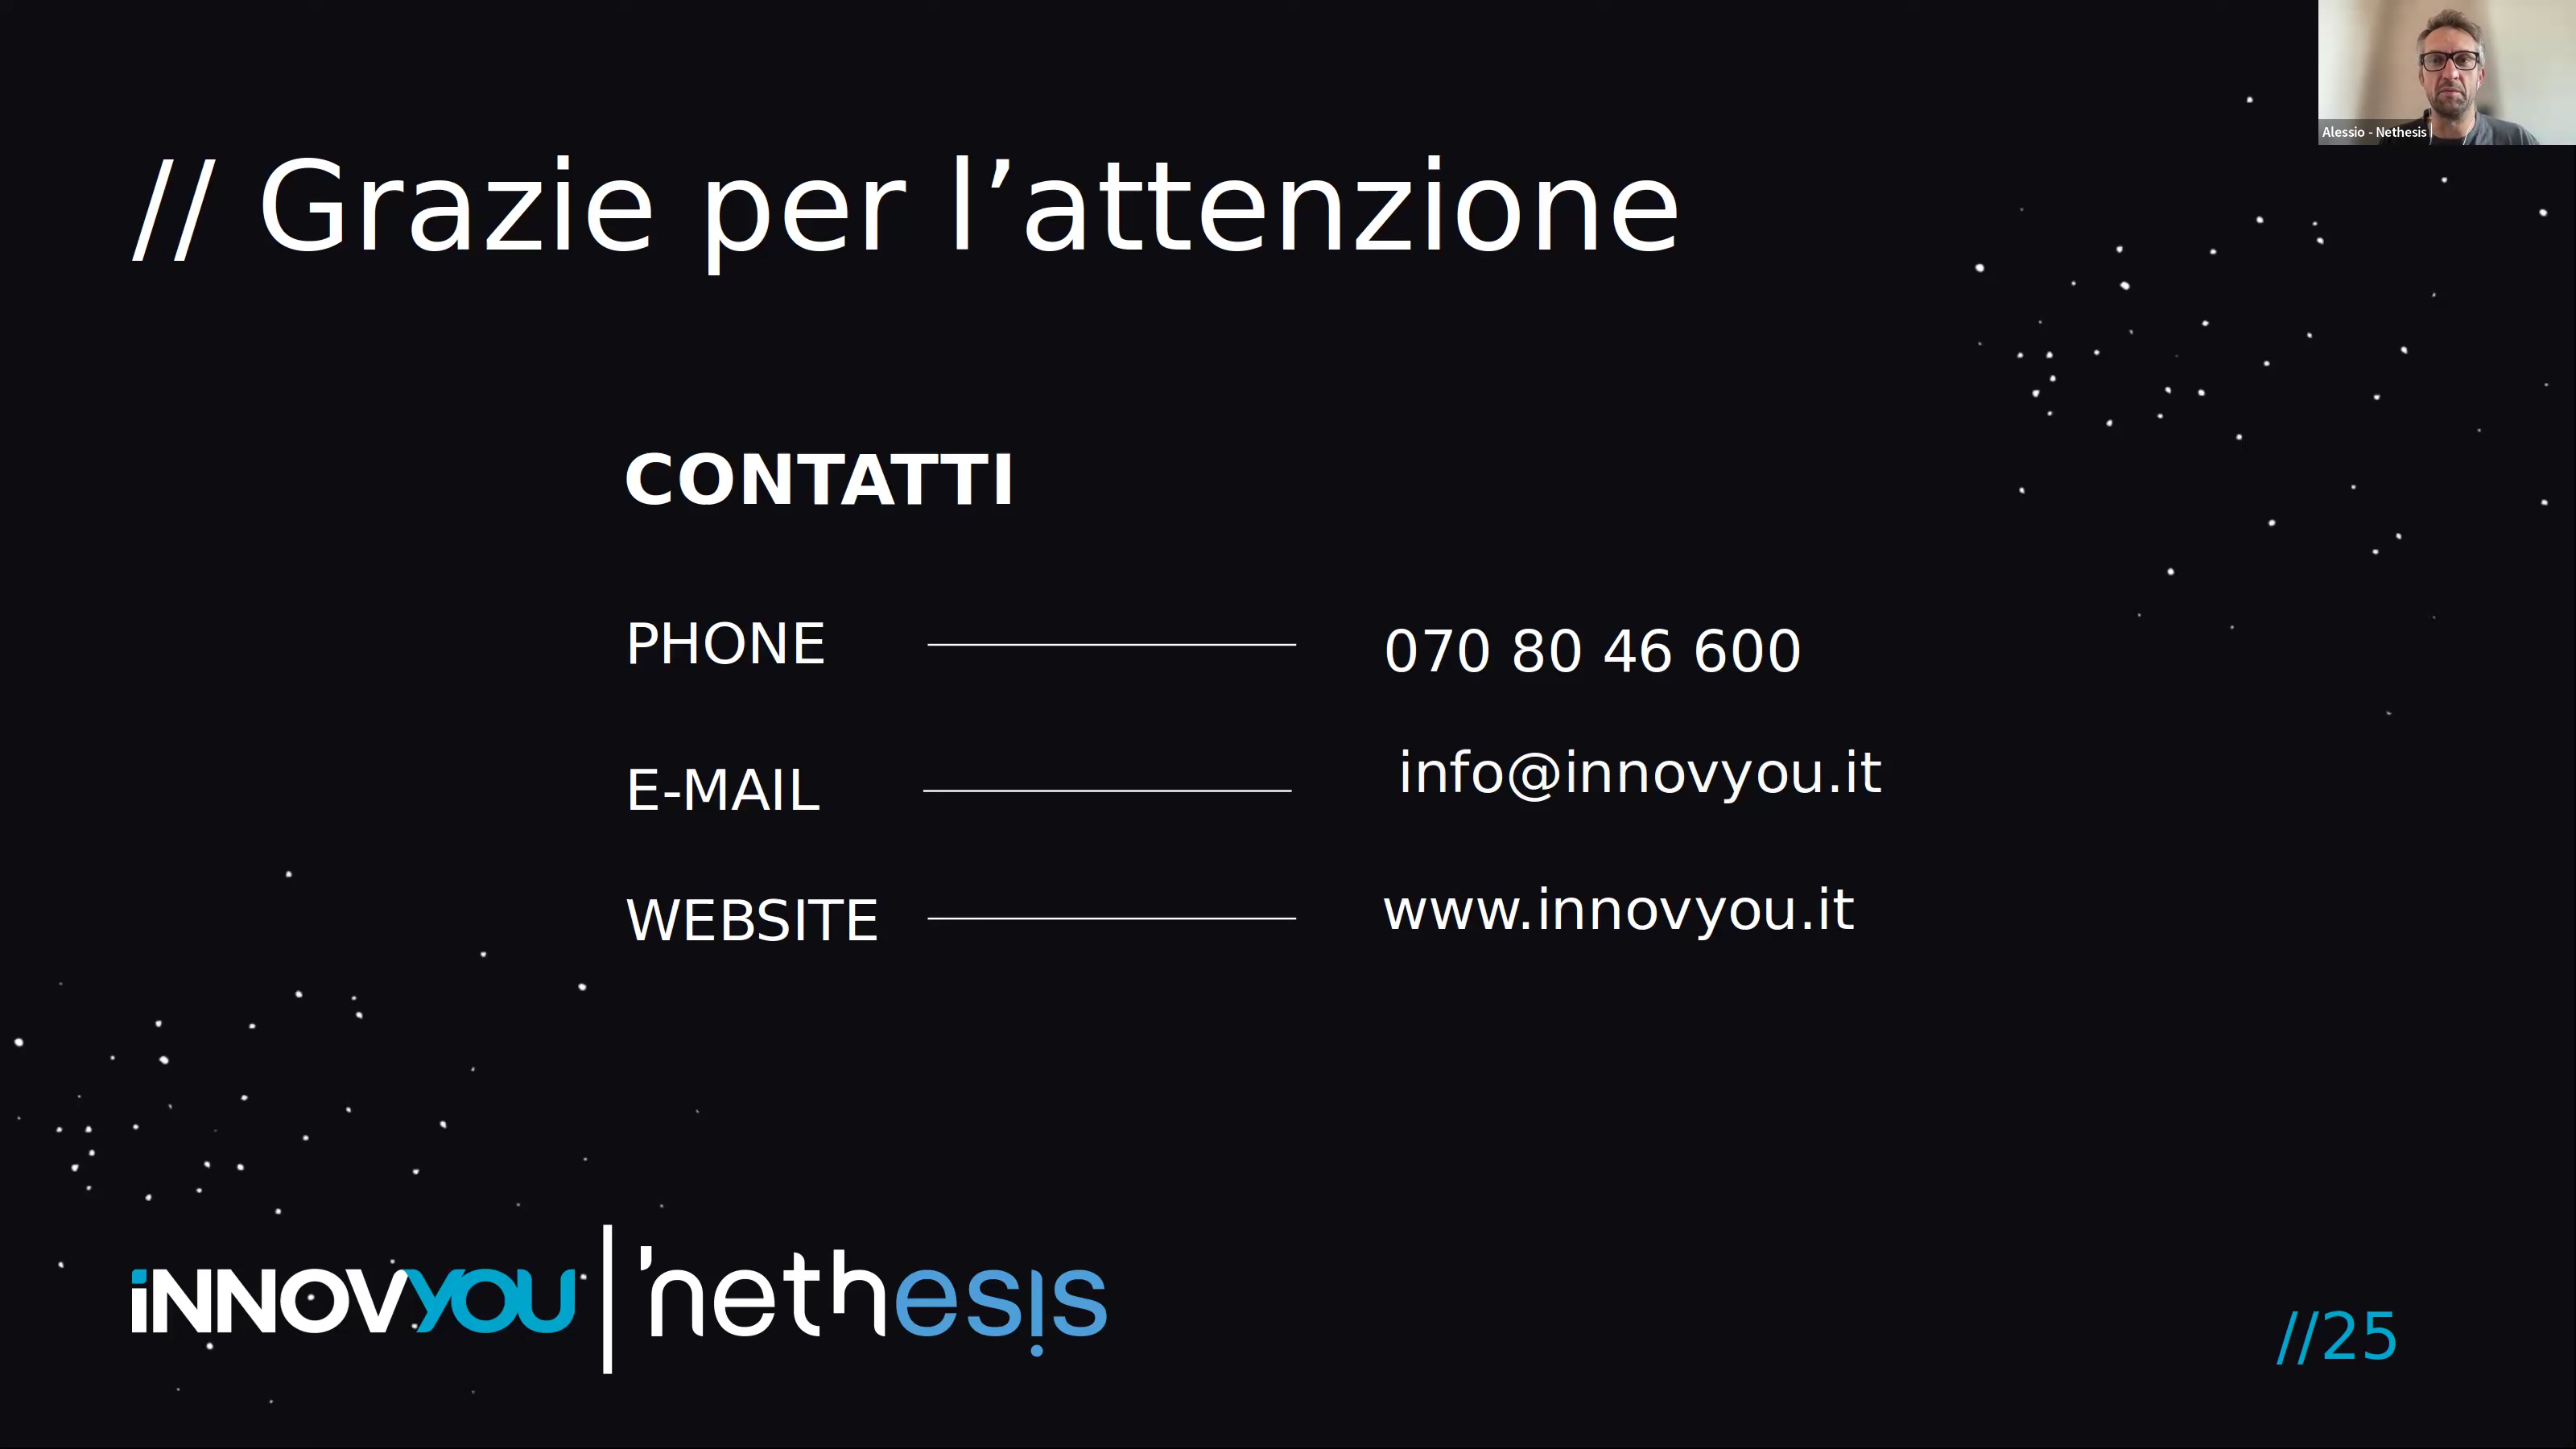 Alessio - Nethesis
// Grazie per l’attenzione
CONTATTI
PHONE 070 80 46 600
E-MAIL info@innovyou.it
WEBSITE www.innovyou.it
iNNOVYOU | nethesis
//25